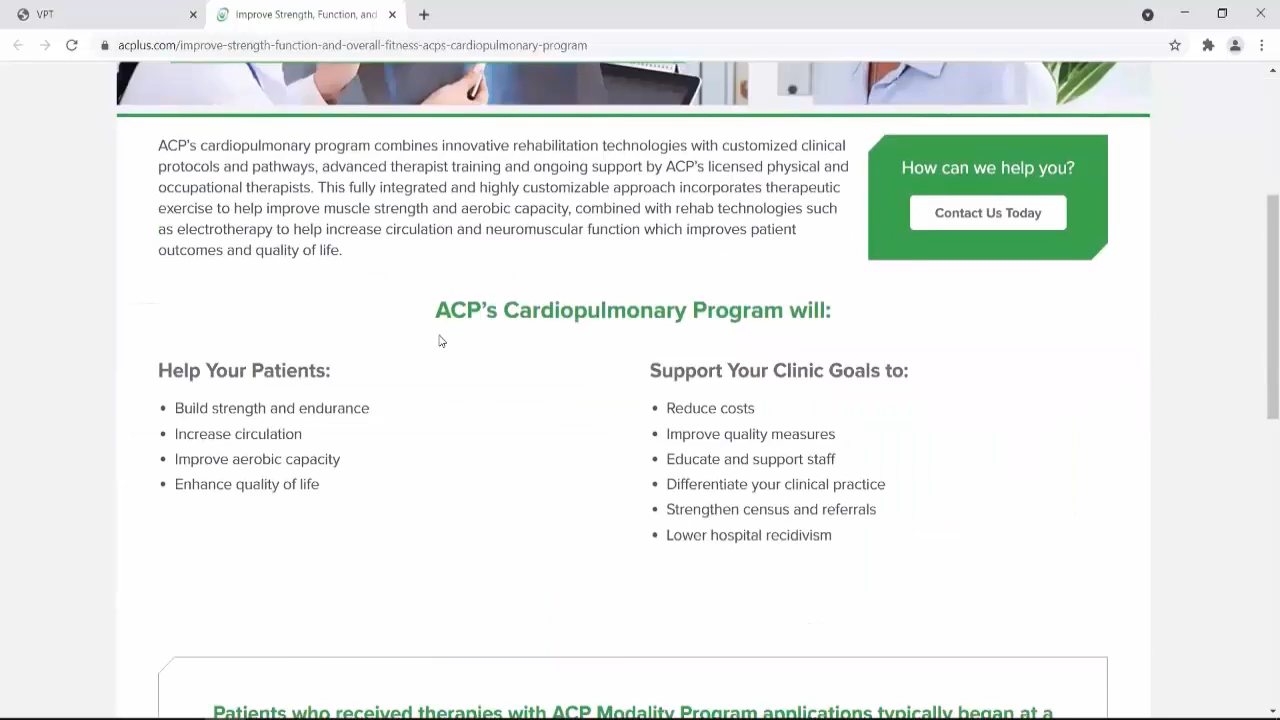 VPT
Improve Strength, Function, and
acplus.com/improve-strength-function-and-overall-fitness-acps-cardiopulmonary-program
ACP's cardiopulmonary program combines innovative rehabilitation technologies with customized clinical
protocols and pathways, advanced therapist training and ongoing support by ACP's licensed physical and
occupational therapists. This fully integrated and highly customizable approach incorporates therapeutic
exercise to help improve muscle strength and aerobic capacity, combined with rehab technologies such
as electrotherapy to help increase circulation and neuromuscular function which improves patient
outcomes and quality of life.
How can we help you?
Contact Us Today
ACP's Cardiopulmonary Program will:
Help Your Patients:
• Build strength and endurance
• Increase circulation
• Improve aerobic capacity
• Enhance quality of life
Support Your Clinic Goals to:
• Reduce costs
• Improve quality measures
• Educate and support staff
• Differentiate your clinical practice
• Strengthen census and referrals
• Lower hospital recidivism
Patients who received therapies with ACP Modality Program applications typically began at a